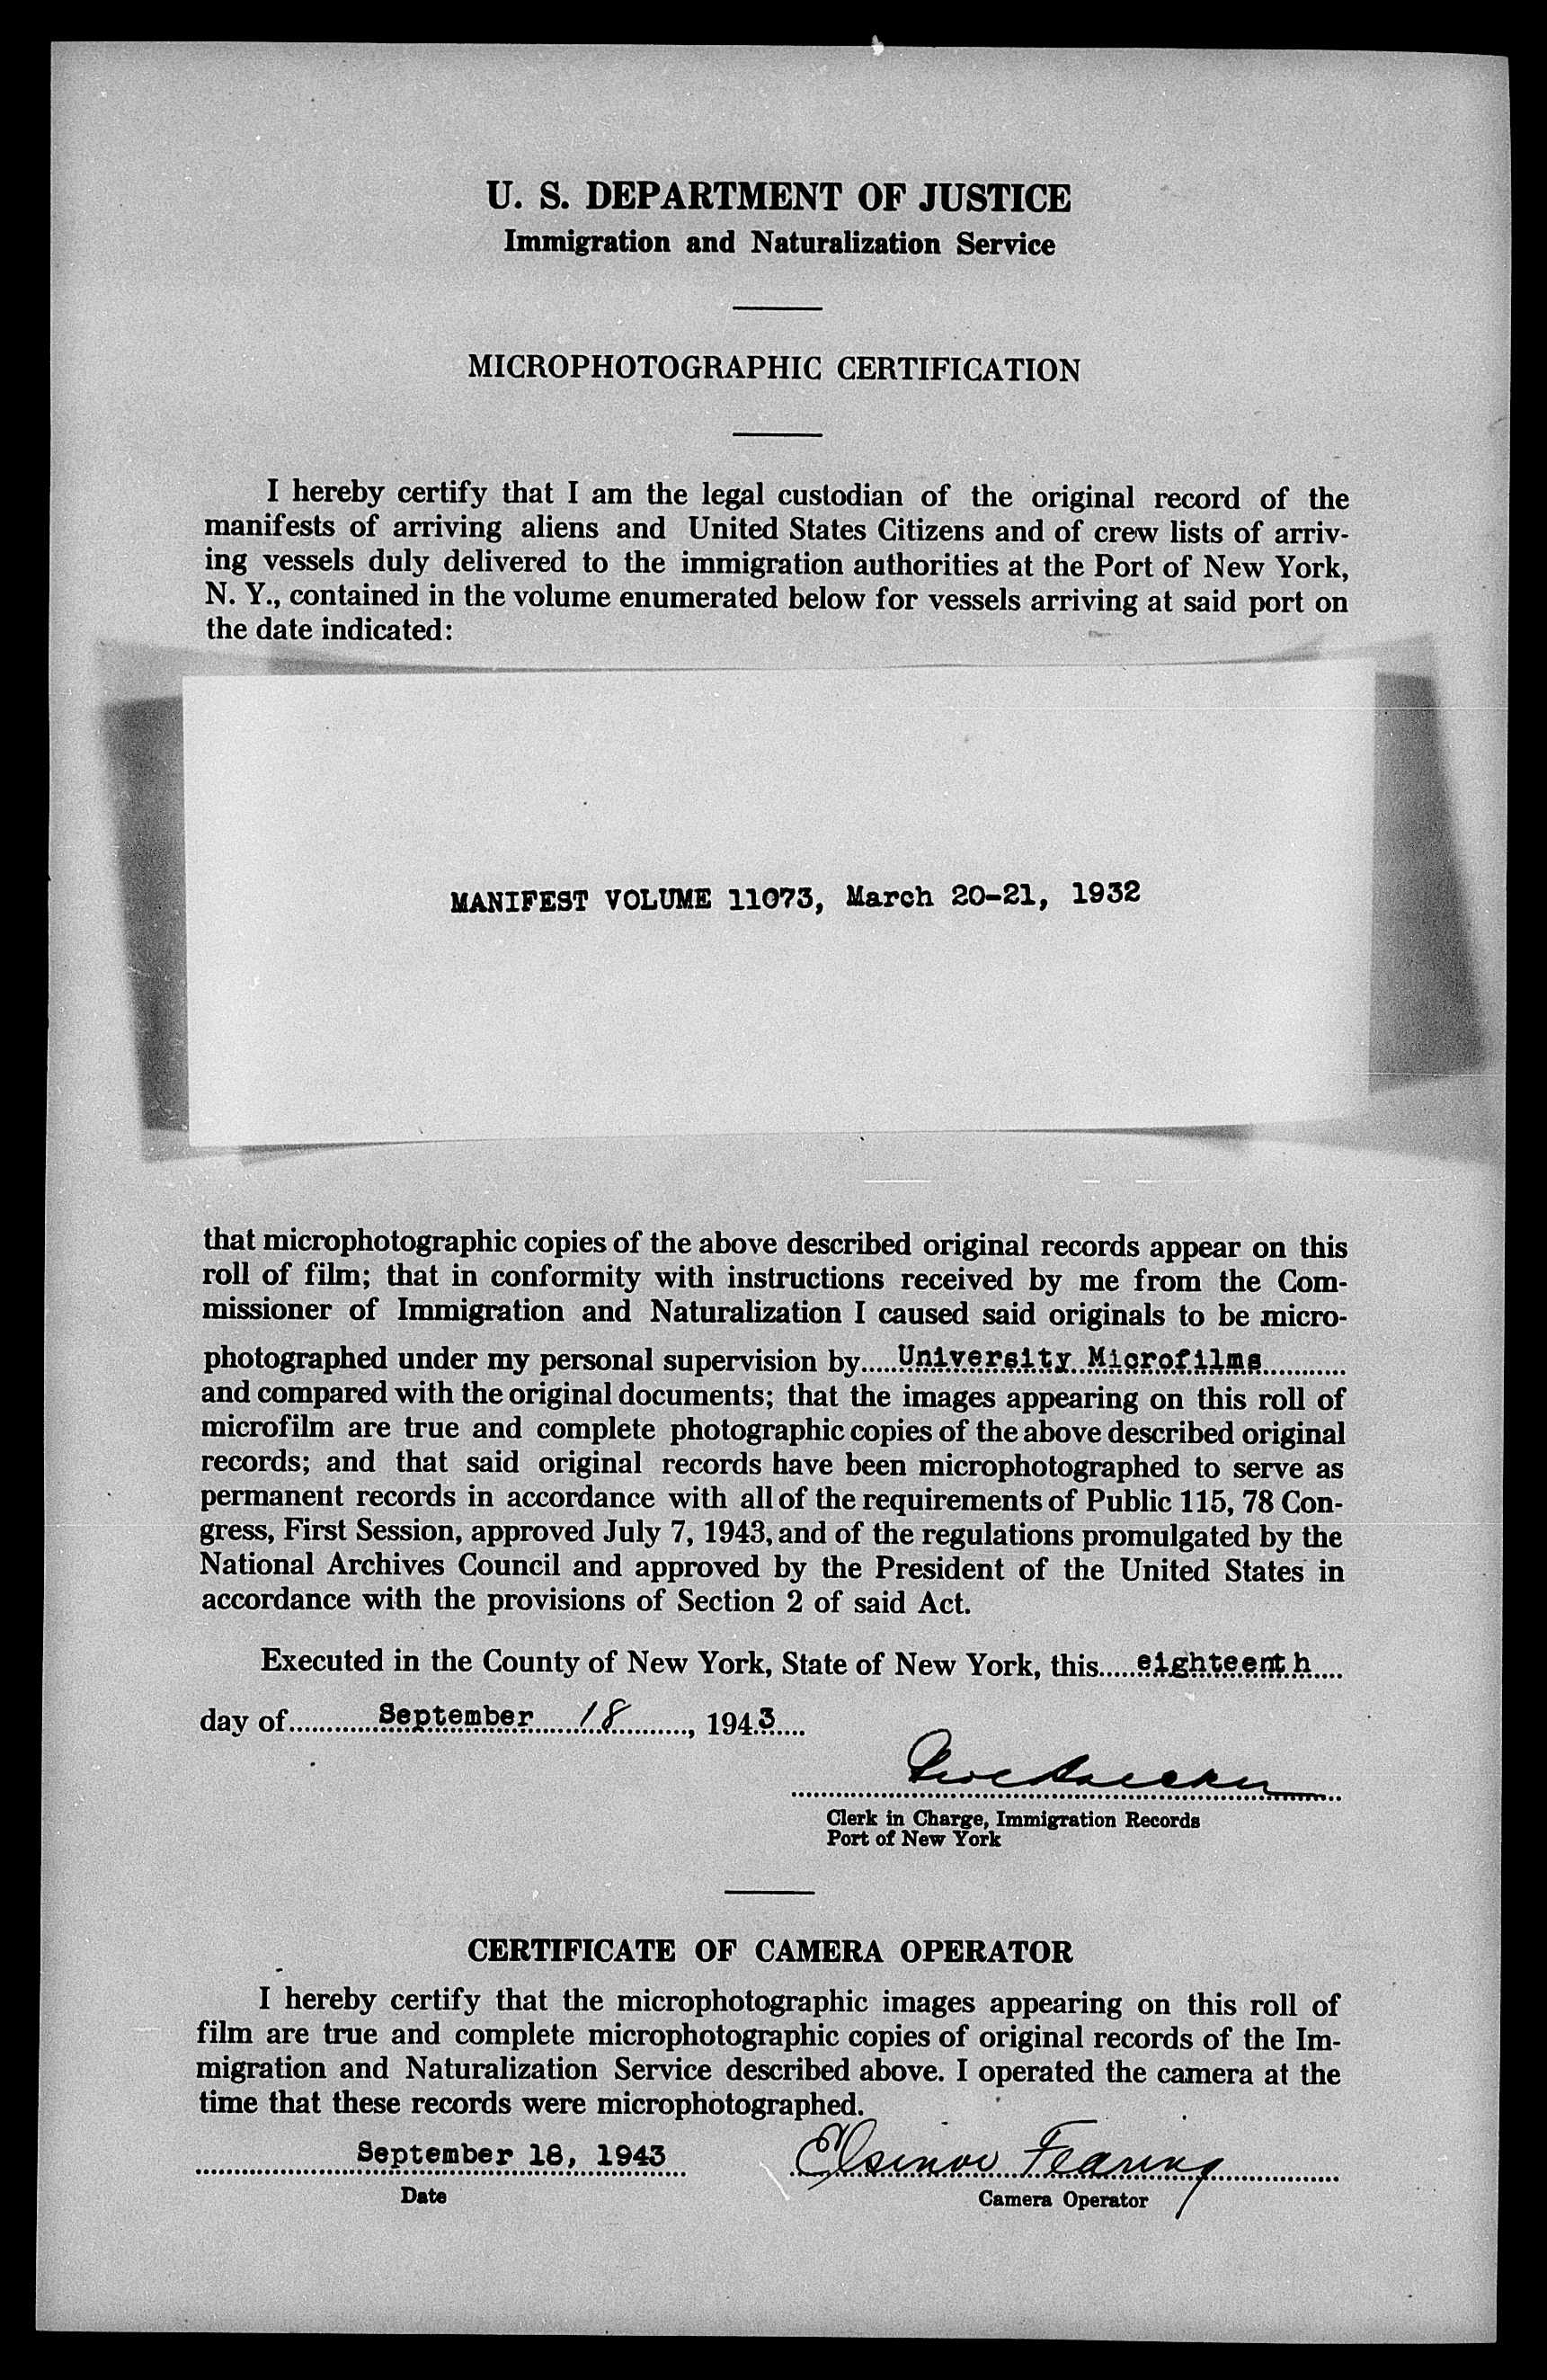 U. S. DEPARTMENT OF JUSTICE
Immigration and Naturalization Service
MICROPHOTOGRAPHIC CERTIFICATION
I hereby certify that I am the legal custodian of the original record of the
manifests of arriving aliens and United States Citizens and of crew lists of arriv-
ing vessels duly delivered to the immigration authorities at the Port of New York,
N. Y., contained in the volume enumerated below for vessels arriving at said port on
the date indicated:
MANIFEST VOLUME 11073, March 20-21, 1932
that microphotographic copies of the above described original records appear on this
roll of film; that in conformity with instructions received by me from the Com-
missioner of Immigration and Naturalization I caused said originals to be micro-
photographed under my personal supervision by.....University Microfilms..........
and compared with the original documents; that the images appearing on this roll of
microfilm are true and complete photographic copies of the above described original
records; and that said original records have been microphotographed to serve as
permanent records in accordance with all of the requirements of Public 115, 78 Con-
gress, First Session, approved July 7, 1943, and of the regulations promulgated by the
National Archives Council and approved by the President of the United States in
accordance with the provisions of Section 2 of said Act.
Executed in the County of New York, State of New York, this.....eighteenth....
day of............September.....18.........., 1943....
Clerk in Charge, Immigration Records
Port of New York
CERTIFICATE OF CAMERA OPERATOR
I hereby certify that the microphotographic images appearing on this roll of
film are true and complete microphotographic copies of original records of the Im-
migration and Naturalization Service described above. I operated the camera at the
time that these records were microphotographed.
September 18, 1943 Elsinor Fearing
Date
Camera Operator